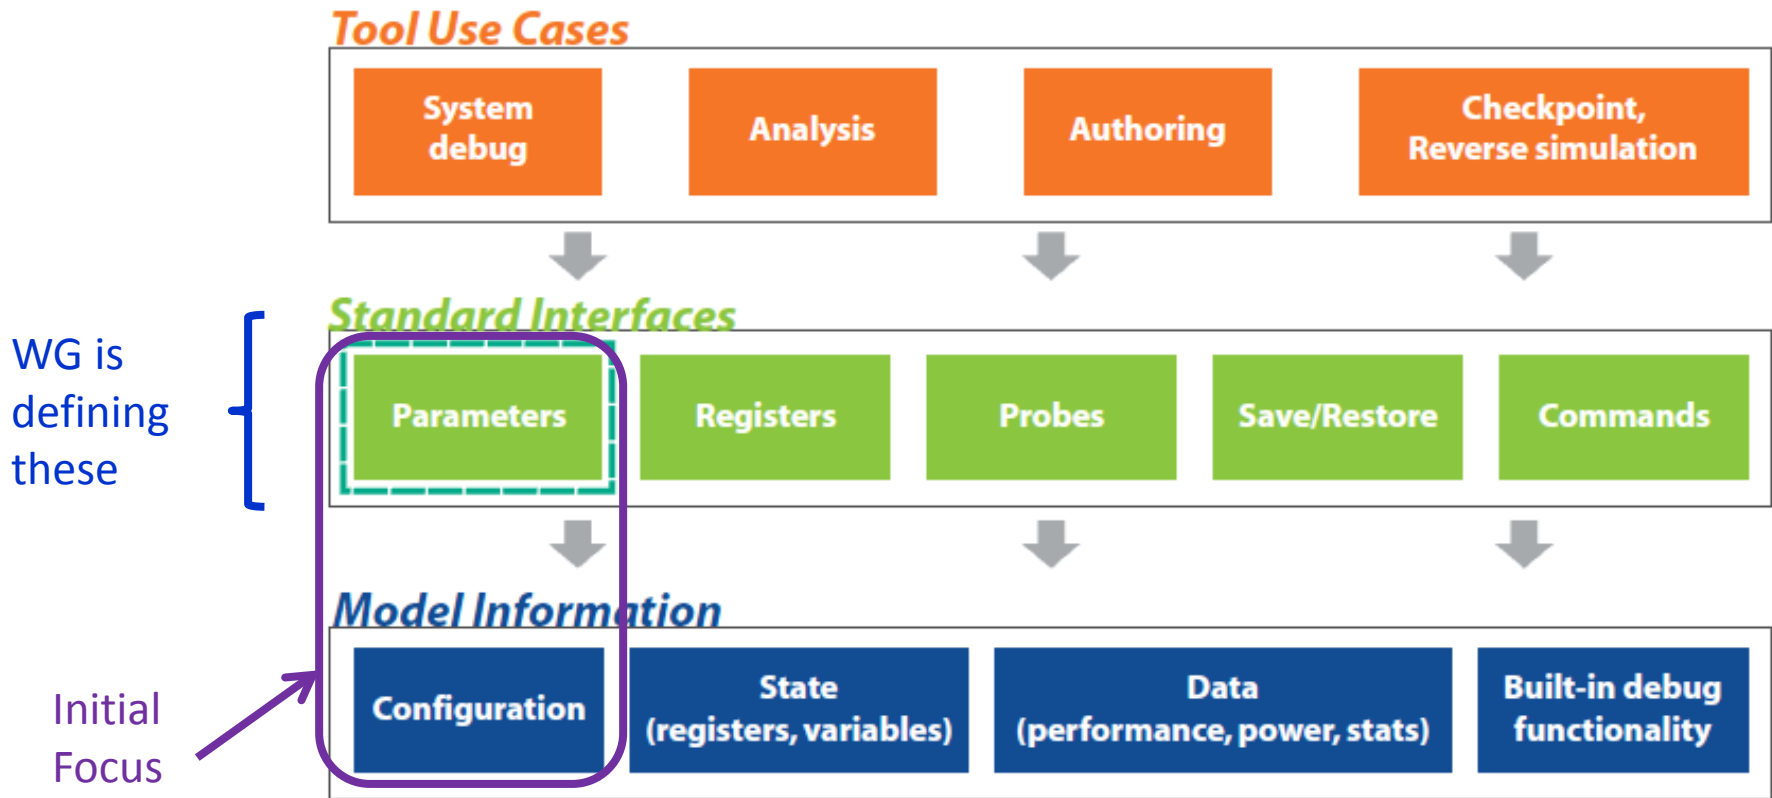 Tool Use Cases
System
debug
Analysis
Authoring
Checkpoint,
Reverse simulation
Standard Interfaces
WG is
defining
these
Parameters
Registers
Probes
Save/Restore
Commands
Model Information
Initial
Focus
Configuration
State
(registers, variables)
Data
(performance, power, stats)
Built-in debug
functionality